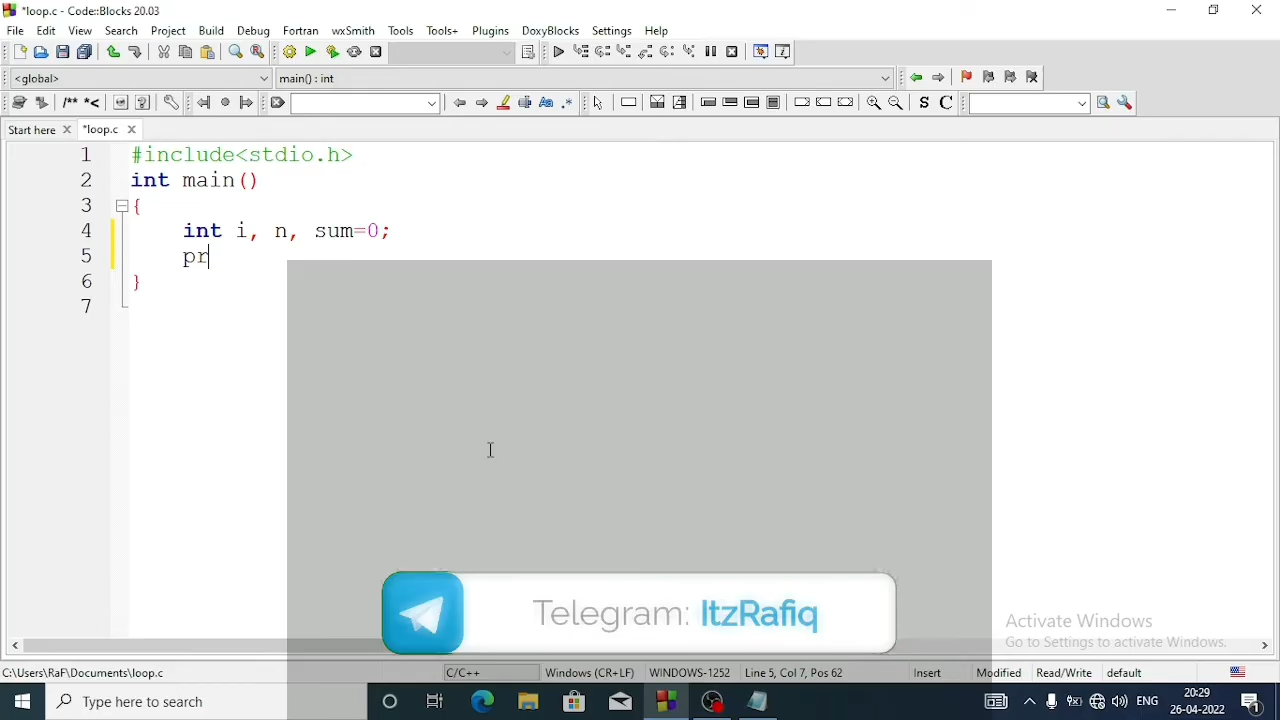 *loop.c - Code::Blocks 20.03
File Edit View Search Project Build Debug Fortran wxSmith Tools Tools+ Plugins DoxyBlocks Settings Help
<global> main() : int
/** *< Aa .* S C
Start here *loop.c
1 #include<stdio.h>
2 int main()
3 {
4 int i, n, sum=0;
5 pr
6 }
7
Telegram: ItzRafiq
Activate Windows
Go to Settings to activate Windows.
C:\Users\RaF\Documents\loop.c C/C++ Windows (CR+LF) WINDOWS-1252 Line 5, Col 7, Pos 62 Insert Modified Read/Write default
Type here to search ENG 20:29
26-04-2022 1